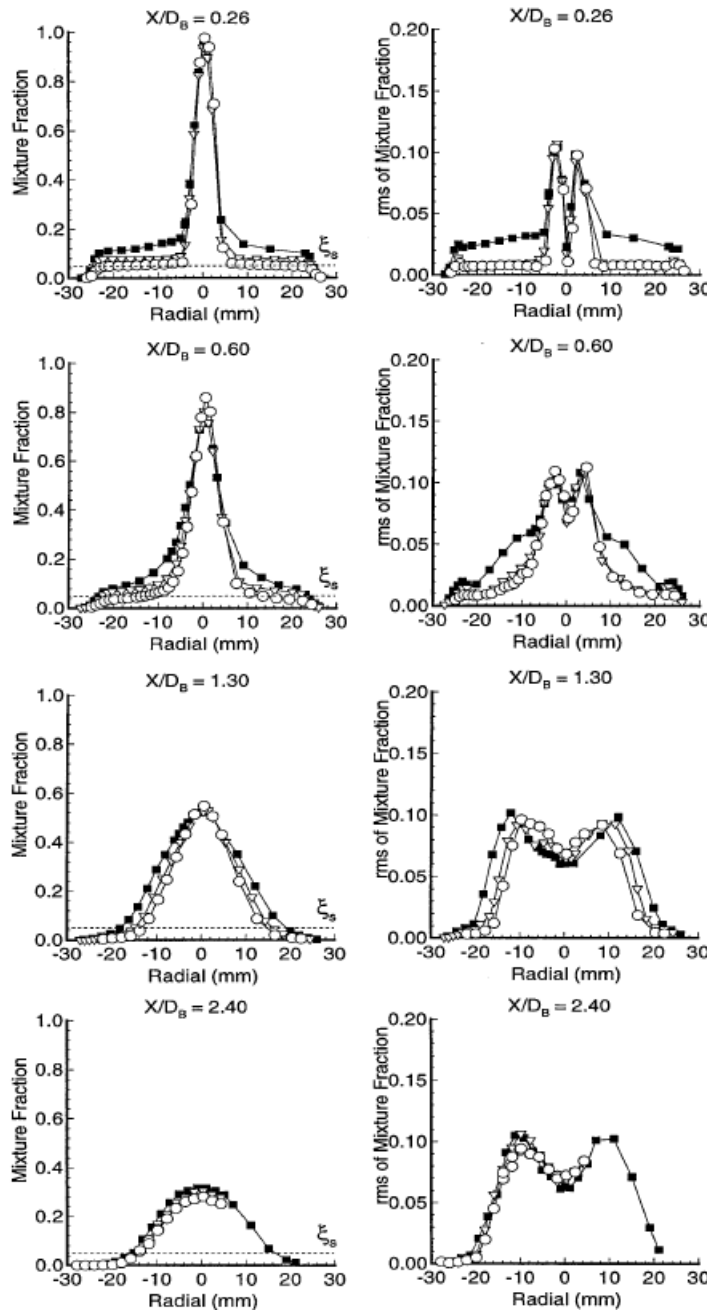 X/D_B = 0.26
Mixture Fraction
1.0
0.8
0.6
0.4
0.2
0.0
ξ_s
-30 -20 -10 0 10 20 30
Radial (mm)
X/D_B = 0.26
rms of Mixture Fraction
0.20
0.15
0.10
0.05
0.00
-30 -20 -10 0 10 20 30
Radial (mm)
X/D_B = 0.60
Mixture Fraction
1.0
0.8
0.6
0.4
0.2
0.0
ξ_s
-30 -20 -10 0 10 20 30
Radial (mm)
X/D_B = 0.60
rms of Mixture Fraction
0.20
0.15
0.10
0.05
0.00
-30 -20 -10 0 10 20 30
Radial (mm)
X/D_B = 1.30
Mixture Fraction
1.0
0.8
0.6
0.4
0.2
0.0
ξ_s
-30 -20 -10 0 10 20 30
Radial (mm)
X/D_B = 1.30
rms of Mixture Fraction
0.20
0.15
0.10
0.05
0.00
-30 -20 -10 0 10 20 30
Radial (mm)
X/D_B = 2.40
Mixture Fraction
1.0
0.8
0.6
0.4
0.2
0.0
ξ_s
-30 -20 -10 0 10 20 30
Radial (mm)
X/D_B = 2.40
rms of Mixture Fraction
0.20
0.15
0.10
0.05
0.00
-30 -20 -10 0 10 20 30
Radial (mm)